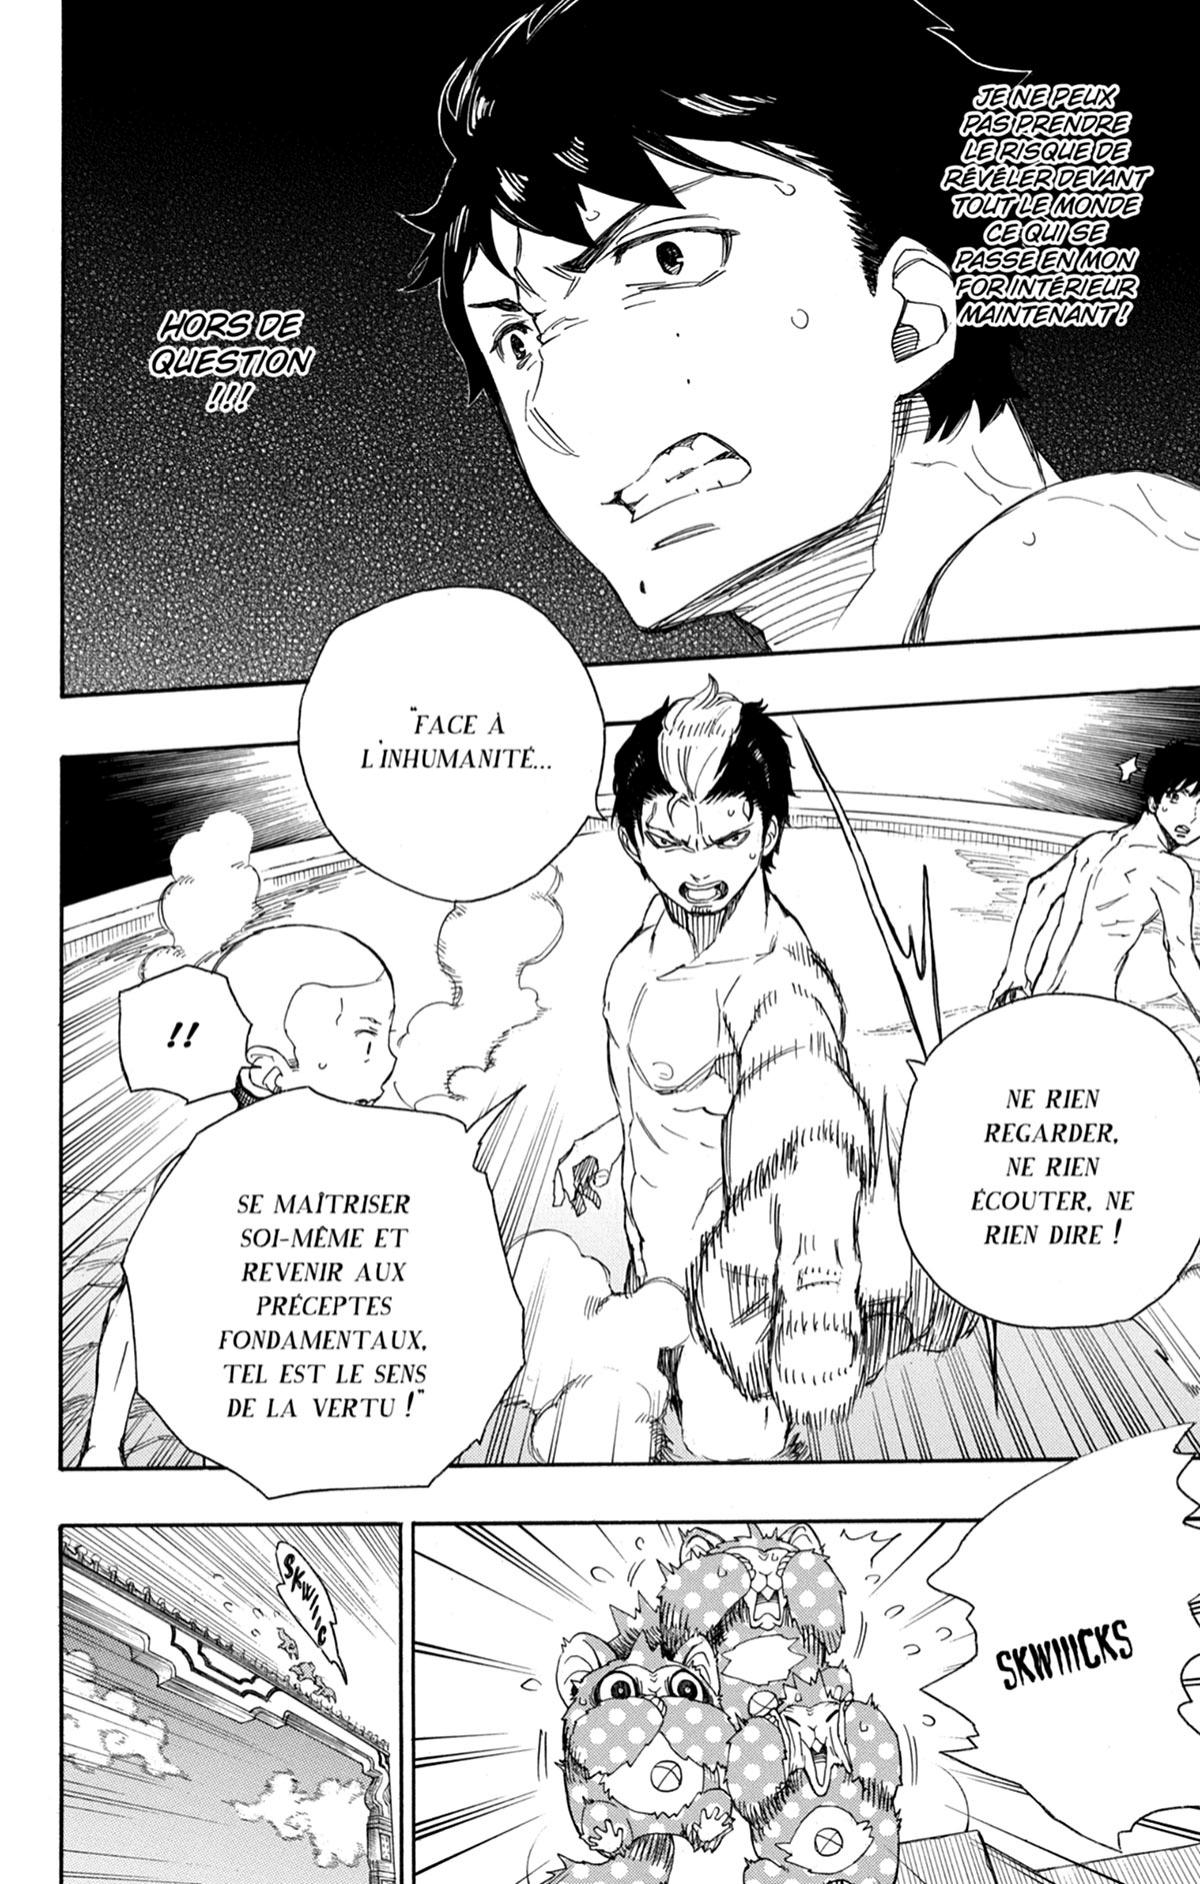 JE NE PEUX
PAS PRENDRE
LE RISQUE DE
RÉVÉLER DEVANT
TOUT LE MONDE
CE QUI SE
PASSE EN MON
FOR INTÉRIEUR
MAINTENANT !
HORS DE
QUESTION
!!!
"FACE À
L'INHUMANITÉ...
NE RIEN
REGARDER,
NE RIEN
ÉCOUTER, NE
RIEN DIRE !
!!
SE MAÎTRISER
SOI-MÊME ET
REVENIR AUX
PRÉCEPTES
FONDAMENTAUX,
TEL EST LE SENS
DE LA VERTU !"
SKWIIICKS
SKWIIIC